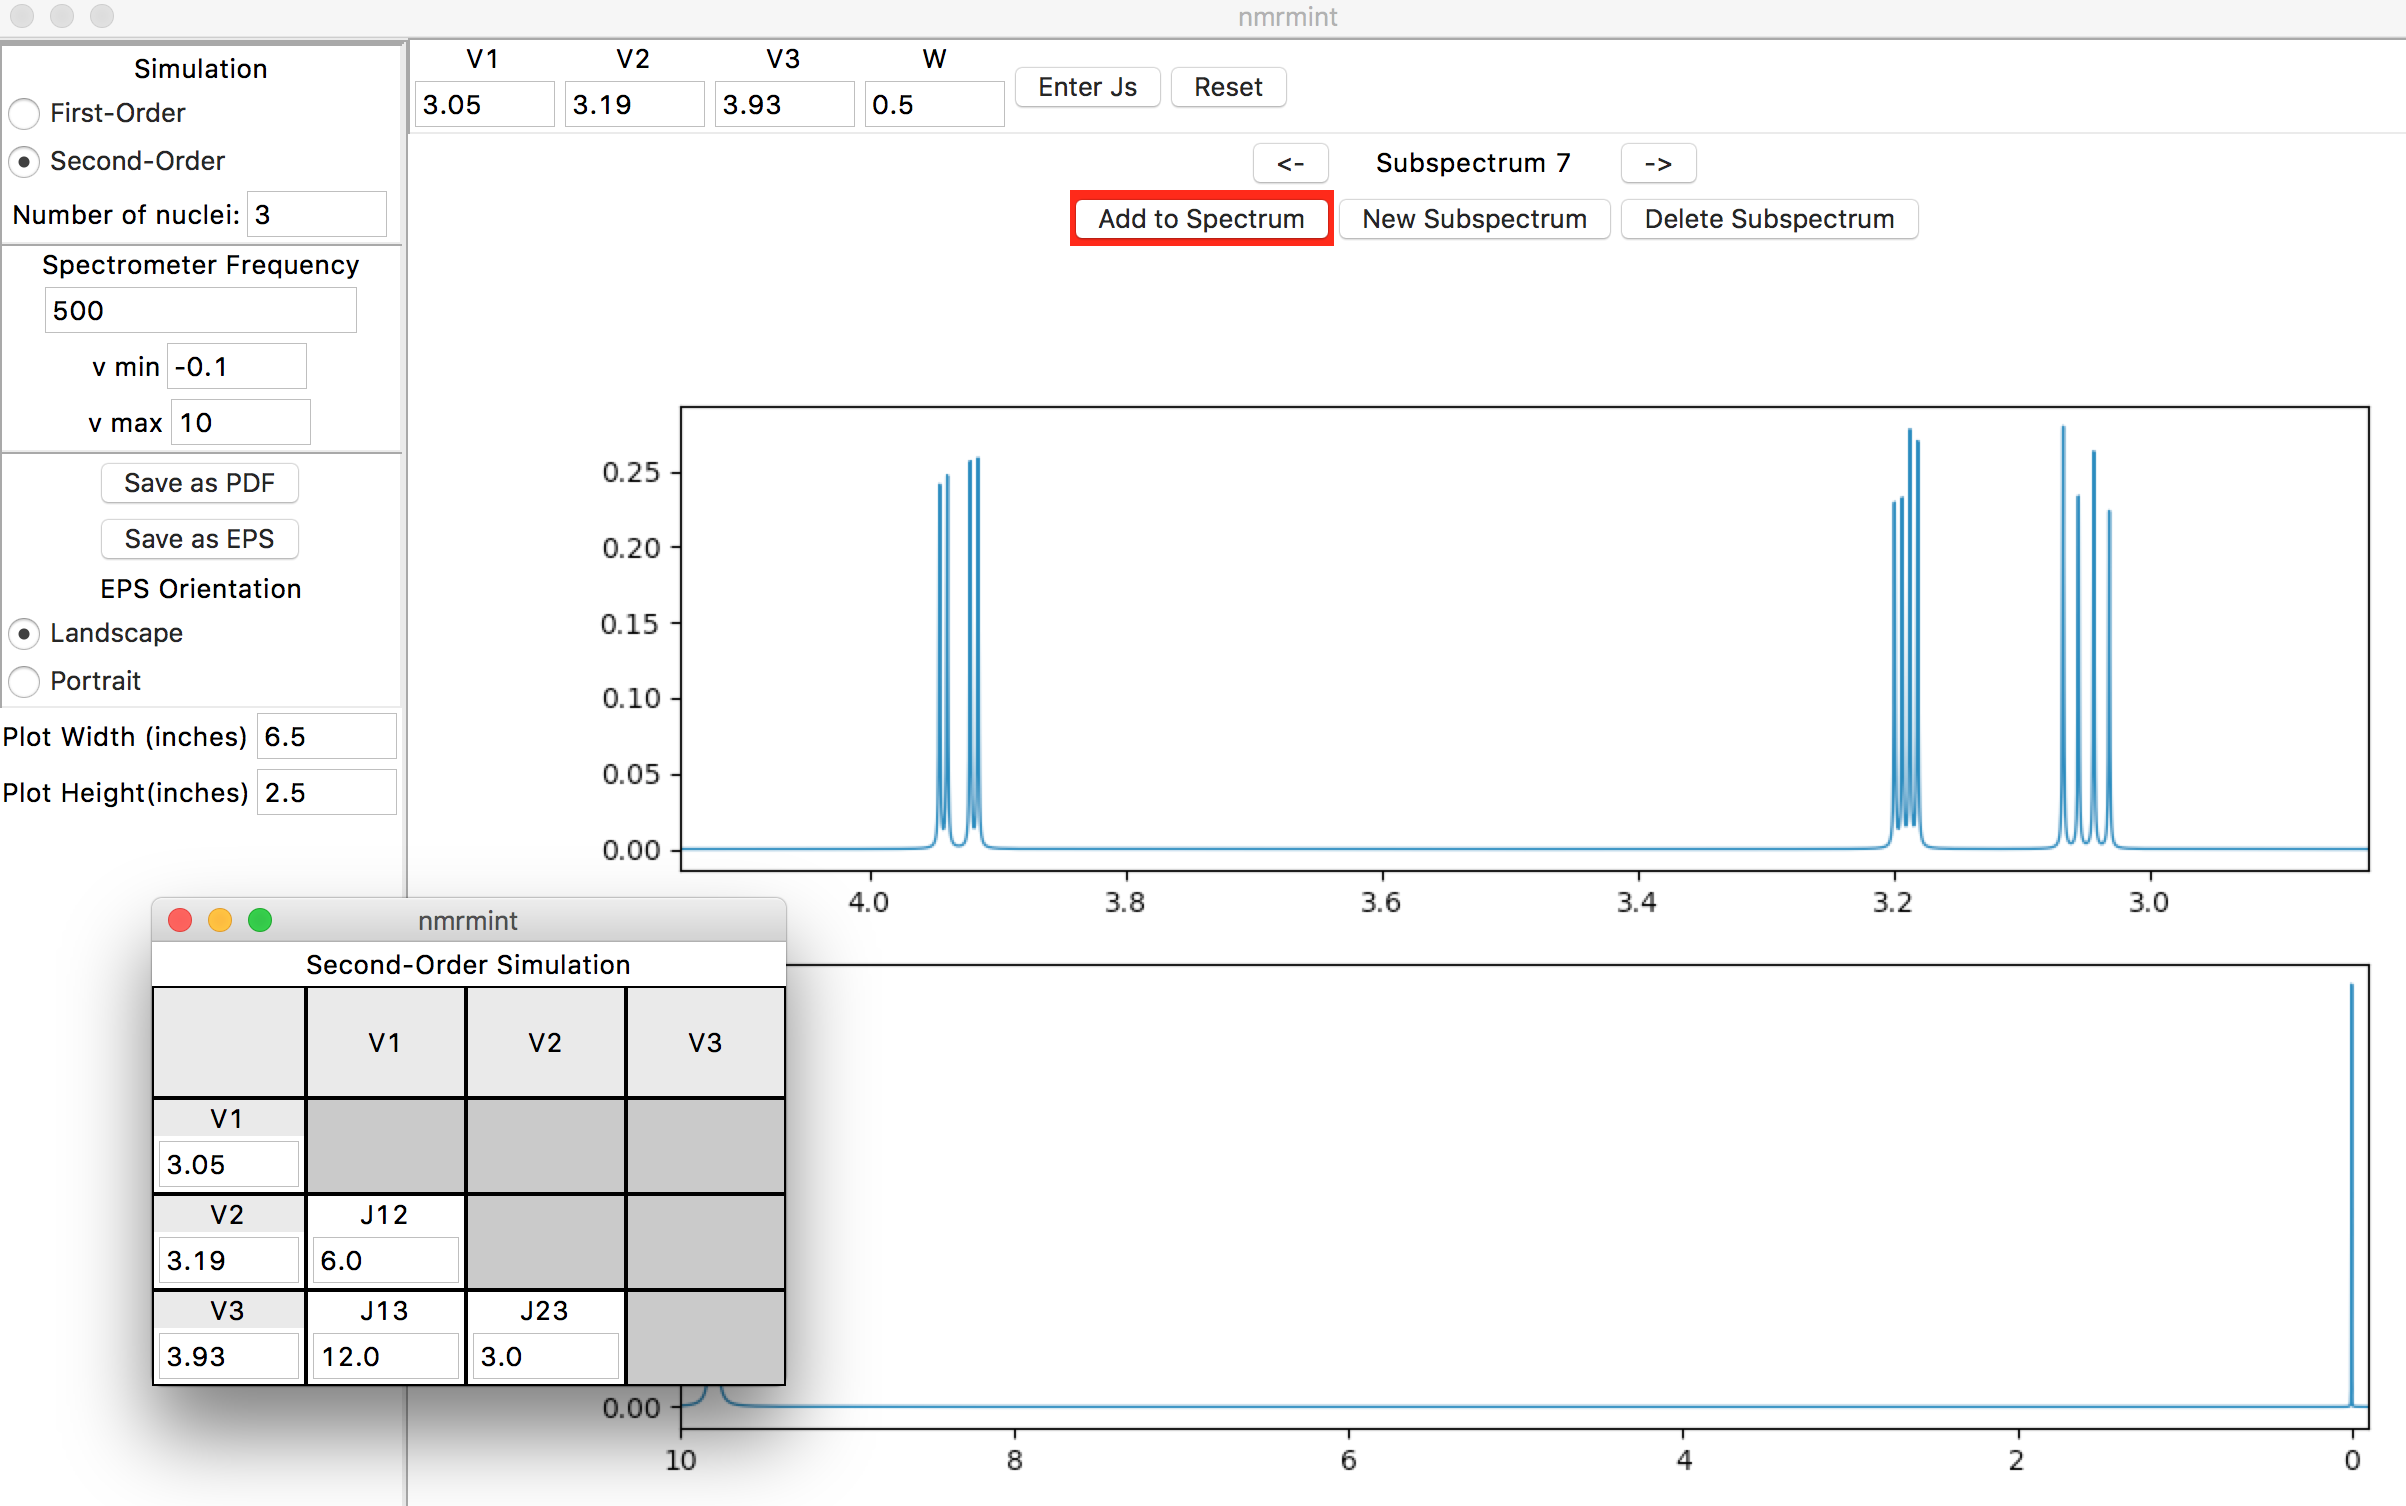 nmrmint
Simulation
First-Order
Second-Order
Number of nuclei: 3
Spectrometer Frequency
500
v min -0.1
v max 10
Save as PDF
Save as EPS
EPS Orientation
Landscape
Portrait
Plot Width (inches) 6.5
Plot Height(inches) 2.5
V1 V2 V3 W
3.05 3.19 3.93 0.5 Enter Js Reset
<- Subspectrum 7 ->
Add to Spectrum New Subspectrum Delete Subspectrum
0.25
0.20
0.15
0.10
0.05
0.00
4.0 3.8 3.6 3.4 3.2 3.0
nmrmint
Second-Order Simulation
V1 V2 V3
V1
3.05
V2 J12
3.19 6.0
V3 J13 J23
3.93 12.0 3.0
0.00
10 8 6 4 2 0